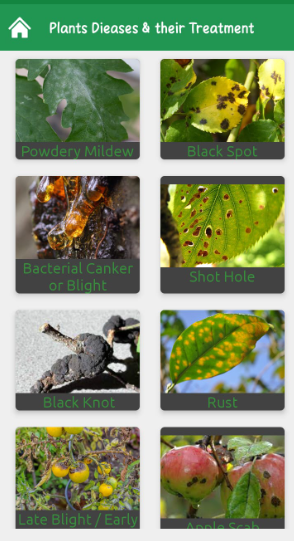 Plants Dieases & their Treatment
Powdery Mildew
Black Spot
Bacterial Canker
or Blight
Shot Hole
Black Knot
Rust
Late Blight / Early
Apple Scab